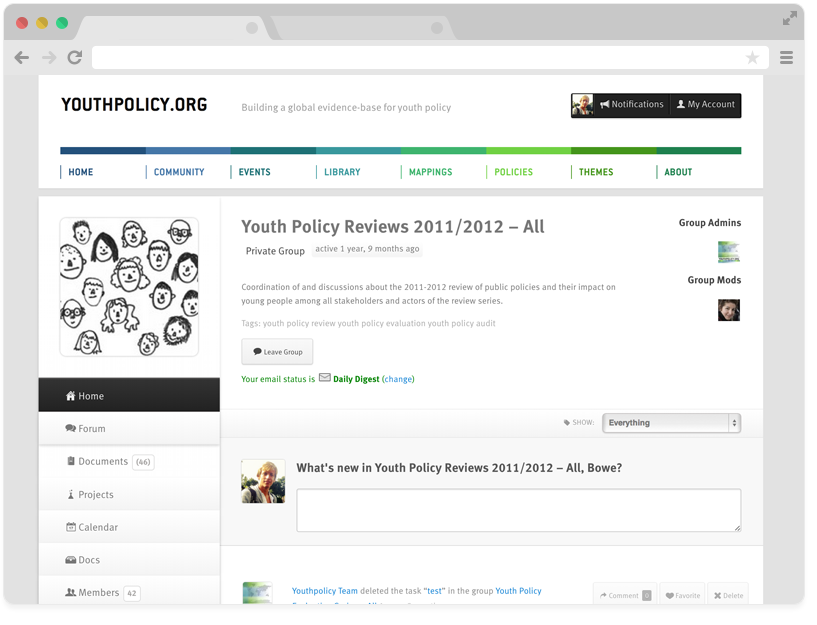 YOUTHPOLICY.ORG
Building a global evidence-base for youth policy
Notifications
My Account
HOME
COMMUNITY
EVENTS
LIBRARY
MAPPINGS
POLICIES
THEMES
ABOUT
Youth Policy Reviews 2011/2012 – All
Private Group
active 1 year, 9 months ago
Coordination of and discussions about the 2011-2012 review of public policies and their impact on
young people among all stakeholders and actors of the review series.
Tags: youth policy review youth policy evaluation youth policy audit
Leave Group
Your email status is Daily Digest (change)
Group Admins
Group Mods
Home
Forum
Documents (46)
Projects
Calendar
Docs
Members 42
SHOW:
Everything
What's new in Youth Policy Reviews 2011/2012 – All, Bowe?
Youthpolicy Team deleted the task "test" in the group Youth Policy
Comment 0
Favorite
Delete